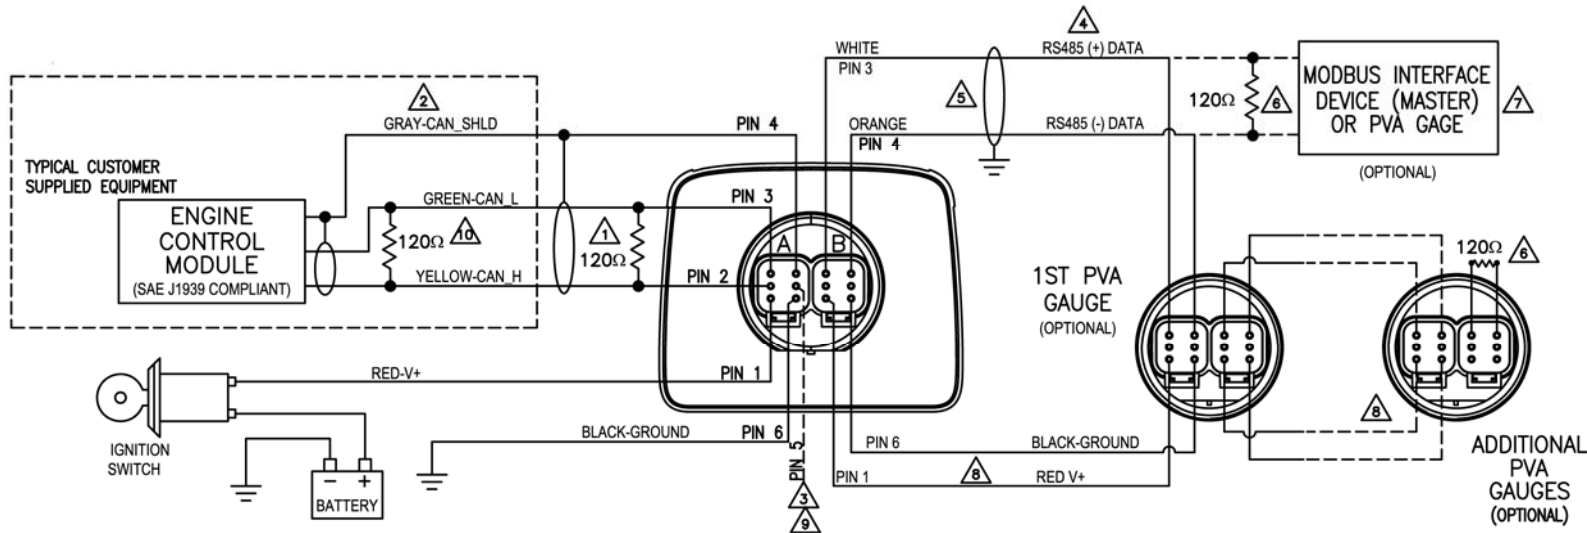 TYPICAL CUSTOMER
SUPPLIED EQUIPMENT
2
GRAY-CAN_SHLD
PIN 4
ENGINE
CONTROL
MODULE
(SAE J1939 COMPLIANT)
GREEN-CAN_L
PIN 3
120Ω
10
1
120Ω
YELLOW-CAN_H
PIN 2
A
B
IGNITION
SWITCH
RED-V+
PIN 1
BLACK-GROUND
PIN 6
PIN 5
3
9
- +
BATTERY
WHITE
PIN 3
4
RS485 (+) DATA
5
ORANGE
PIN 4
RS485 (-) DATA
120Ω
6
MODBUS INTERFACE
DEVICE (MASTER)
OR PVA GAGE
7
(OPTIONAL)
1ST PVA
GAUGE
(OPTIONAL)
120Ω
6
8
PIN 6
BLACK-GROUND
PIN 1
8
RED V+
ADDITIONAL
PVA
GAUGES
(OPTIONAL)